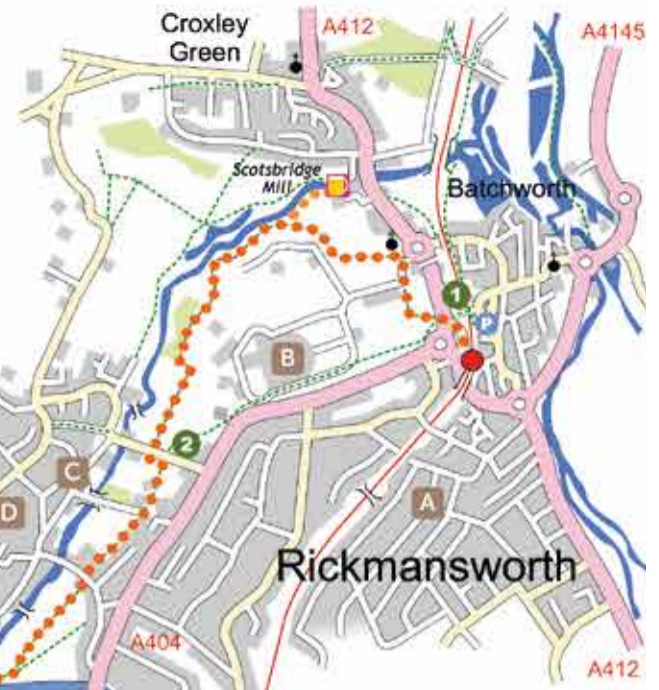 Croxley
Green
A412
A4145
Scotsbridge
Mill
Batchworth
1
P
B
2
C
D
A
Rickmansworth
A404
A412